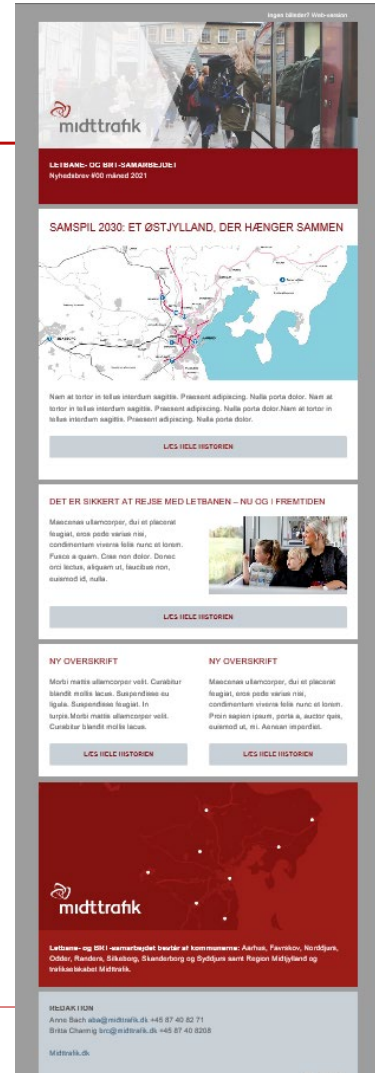 Ingen billeder? Web-version
midttrafik
LETBANE- OG BRT-SAMARBEJDET
Nyhedsbrev #00 måned 2021
SAMSPIL 2030: ET ØSTJYLLAND, DER HÆNGER SAMMEN
Nam at tortor in tellus interdum sagittis. Praesent adipiscing. Nulla porta dolor. Nam at
tortor in tellus interdum sagittis. Praesent adipiscing. Nulla porta dolor.Nam at tortor in
tellus interdum sagittis. Praesent adipiscing. Nulla porta dolor.
LÆS HELE HISTORIEN
DET ER SIKKERT AT REJSE MED LETBANEN – NU OG I FREMTIDEN
Maecenas ullamcorper, dui et placerat
feugiat, eros pede varius nisi,
condimentum viverra felis nunc et lorem.
Fusce a quam. Cras non dolor. Donec
orci lectus, aliquam ut, faucibus non,
euismod id, nulla.
LÆS HELE HISTORIEN
NY OVERSKRIFT
Morbi mattis ullamcorper velit. Curabitur
blandit mollis lacus. Suspendisse eu
ligula. Suspendisse feugiat. In
turpis.Morbi mattis ullamcorper velit.
Curabitur blandit mollis lacus.
LÆS HELE HISTORIEN
NY OVERSKRIFT
Maecenas ullamcorper, dui et placerat
feugiat, eros pede varius nisi,
condimentum viverra felis nunc et lorem.
Proin sapien ipsum, porta a, auctor quis,
euismod ut, mi. Aenean imperdiet.
LÆS HELE HISTORIEN
midttrafik
Letbane- og BRT-samarbejdet består af kommunerne: Aarhus, Favrskov, Norddjurs,
Odder, Randers, Silkeborg, Skanderborg og Syddjurs samt Region Midtjylland og
trafikselskabet Midttrafik.
REDAKTION
Anne Bach aba@midttrafik.dk +45 87 40 82 71
Britta Charmig brc@midttrafik.dk +45 87 40 8208
Midttrafik.dk